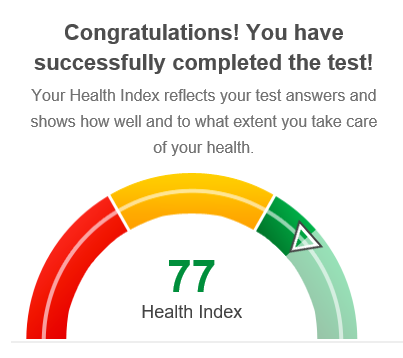 Congratulations! You have
successfully completed the test!
Your Health Index reflects your test answers and
shows how well and to what extent you take care
of your health.
77
Health Index